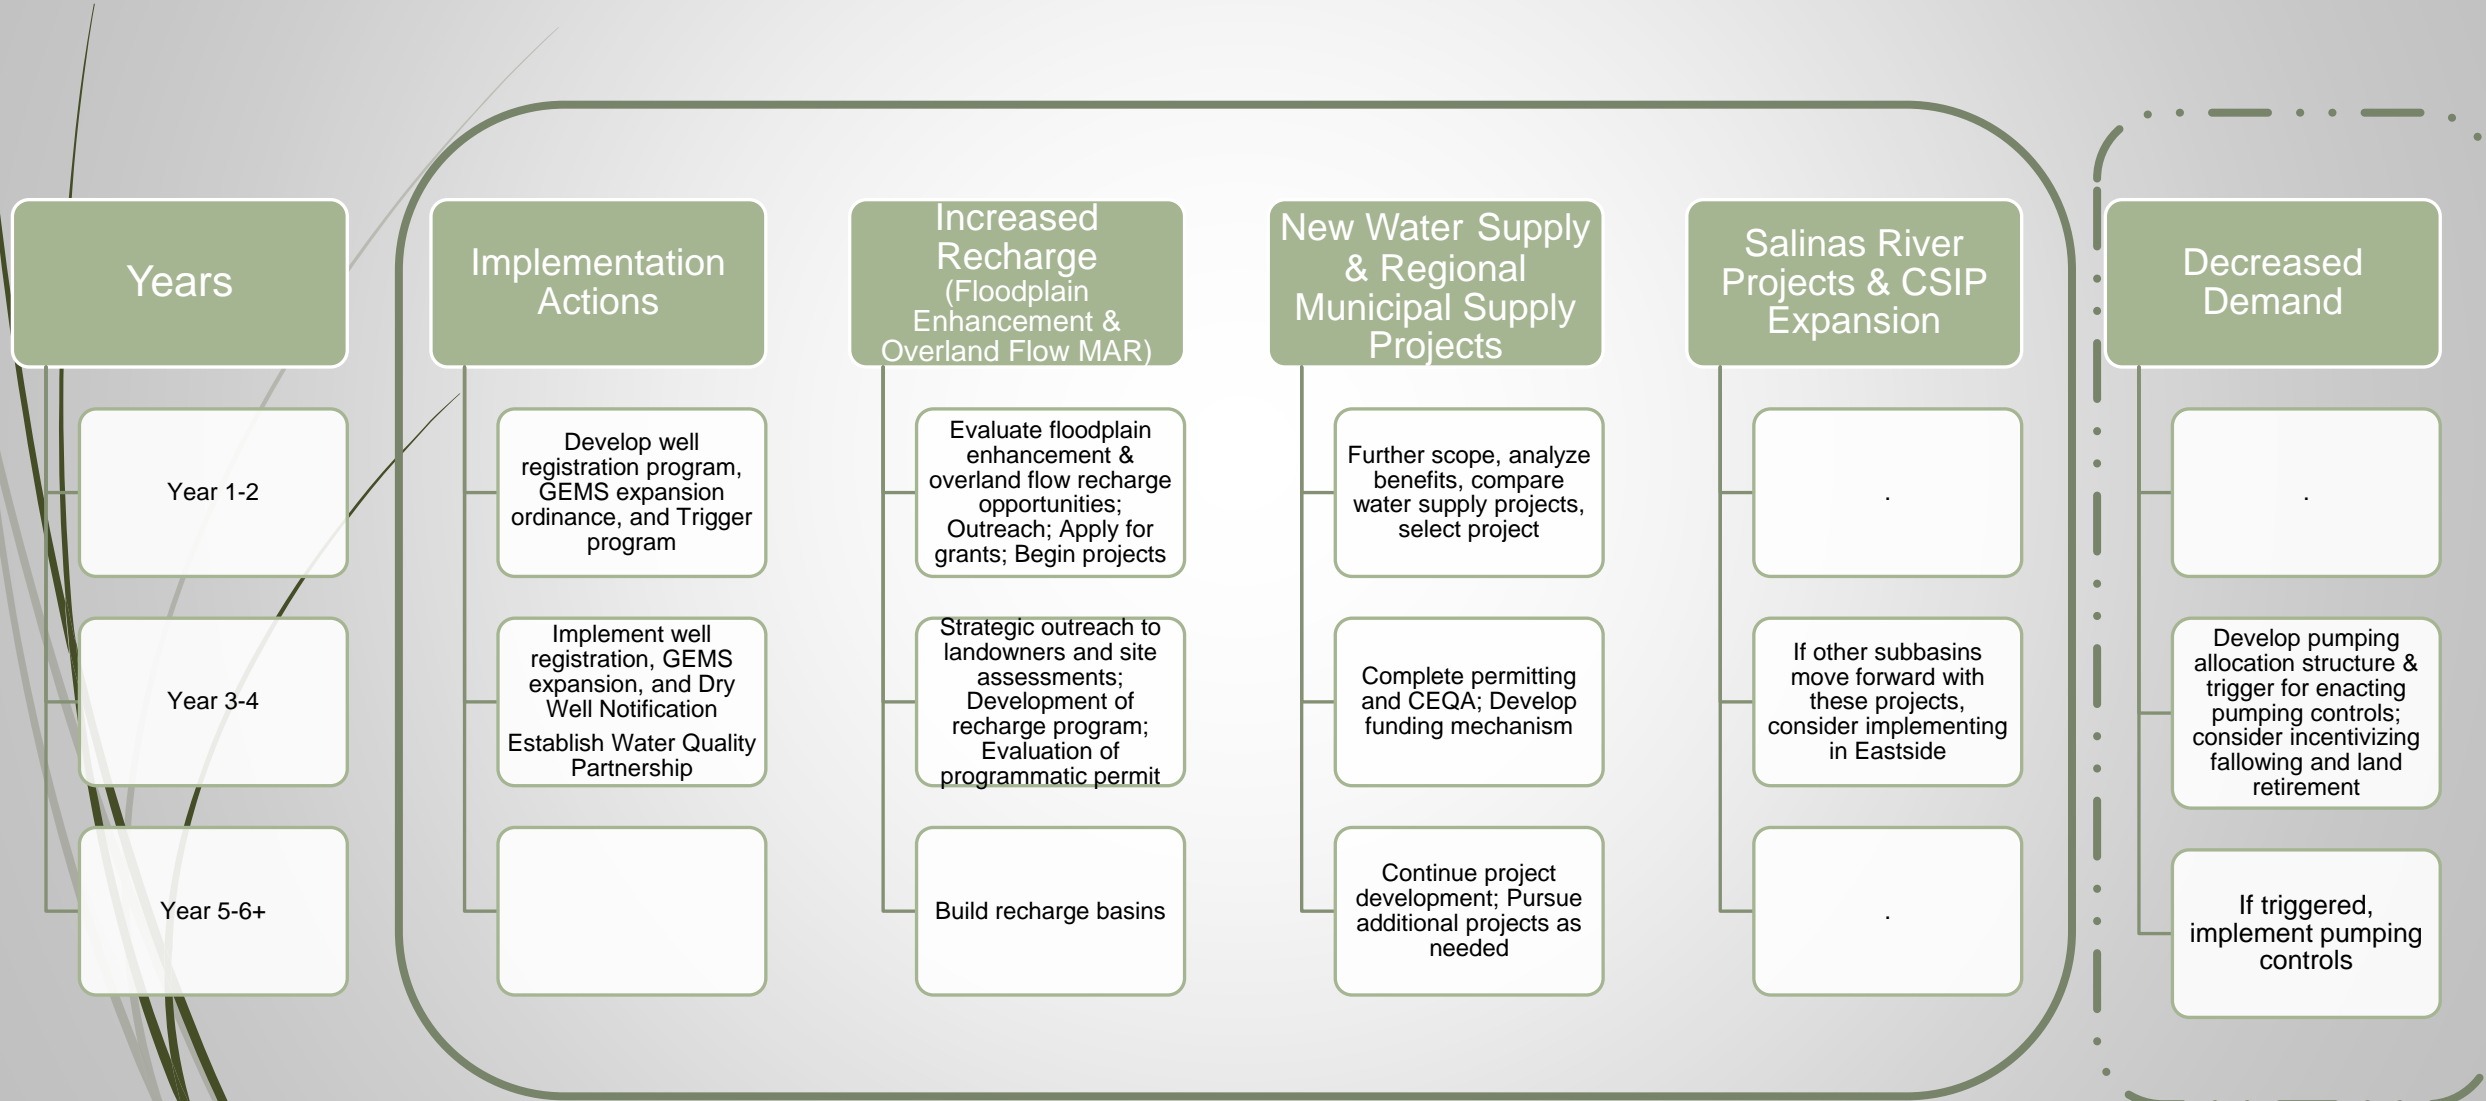 Years
Year 1-2
Year 3-4
Year 5-6+
Implementation
Actions
Develop well
registration program,
GEMS expansion
ordinance, and Trigger
program
Implement well
registration, GEMS
expansion, and Dry
Well Notification
Establish Water Quality
Partnership
Increased
Recharge
(Floodplain
Enhancement &
Overland Flow MAR)
Evaluate floodplain
enhancement &
overland flow recharge
opportunities;
Outreach; Apply for
grants; Begin projects
Strategic outreach to
landowners and site
assessments;
Development of
recharge program;
Evaluation of
programmatic permit
Build recharge basins
New Water Supply
& Regional
Municipal Supply
Projects
Further scope, analyze
benefits, compare
water supply projects,
select project
Complete permitting
and CEQA; Develop
funding mechanism
Continue project
development; Pursue
additional projects as
needed
Salinas River
Projects & CSIP
Expansion
.
If other subbasins
move forward with
these projects,
consider implementing
in Eastside
.
Decreased
Demand
.
Develop pumping
allocation structure &
trigger for enacting
pumping controls;
consider incentivizing
fallowing and land
retirement
If triggered,
implement pumping
controls